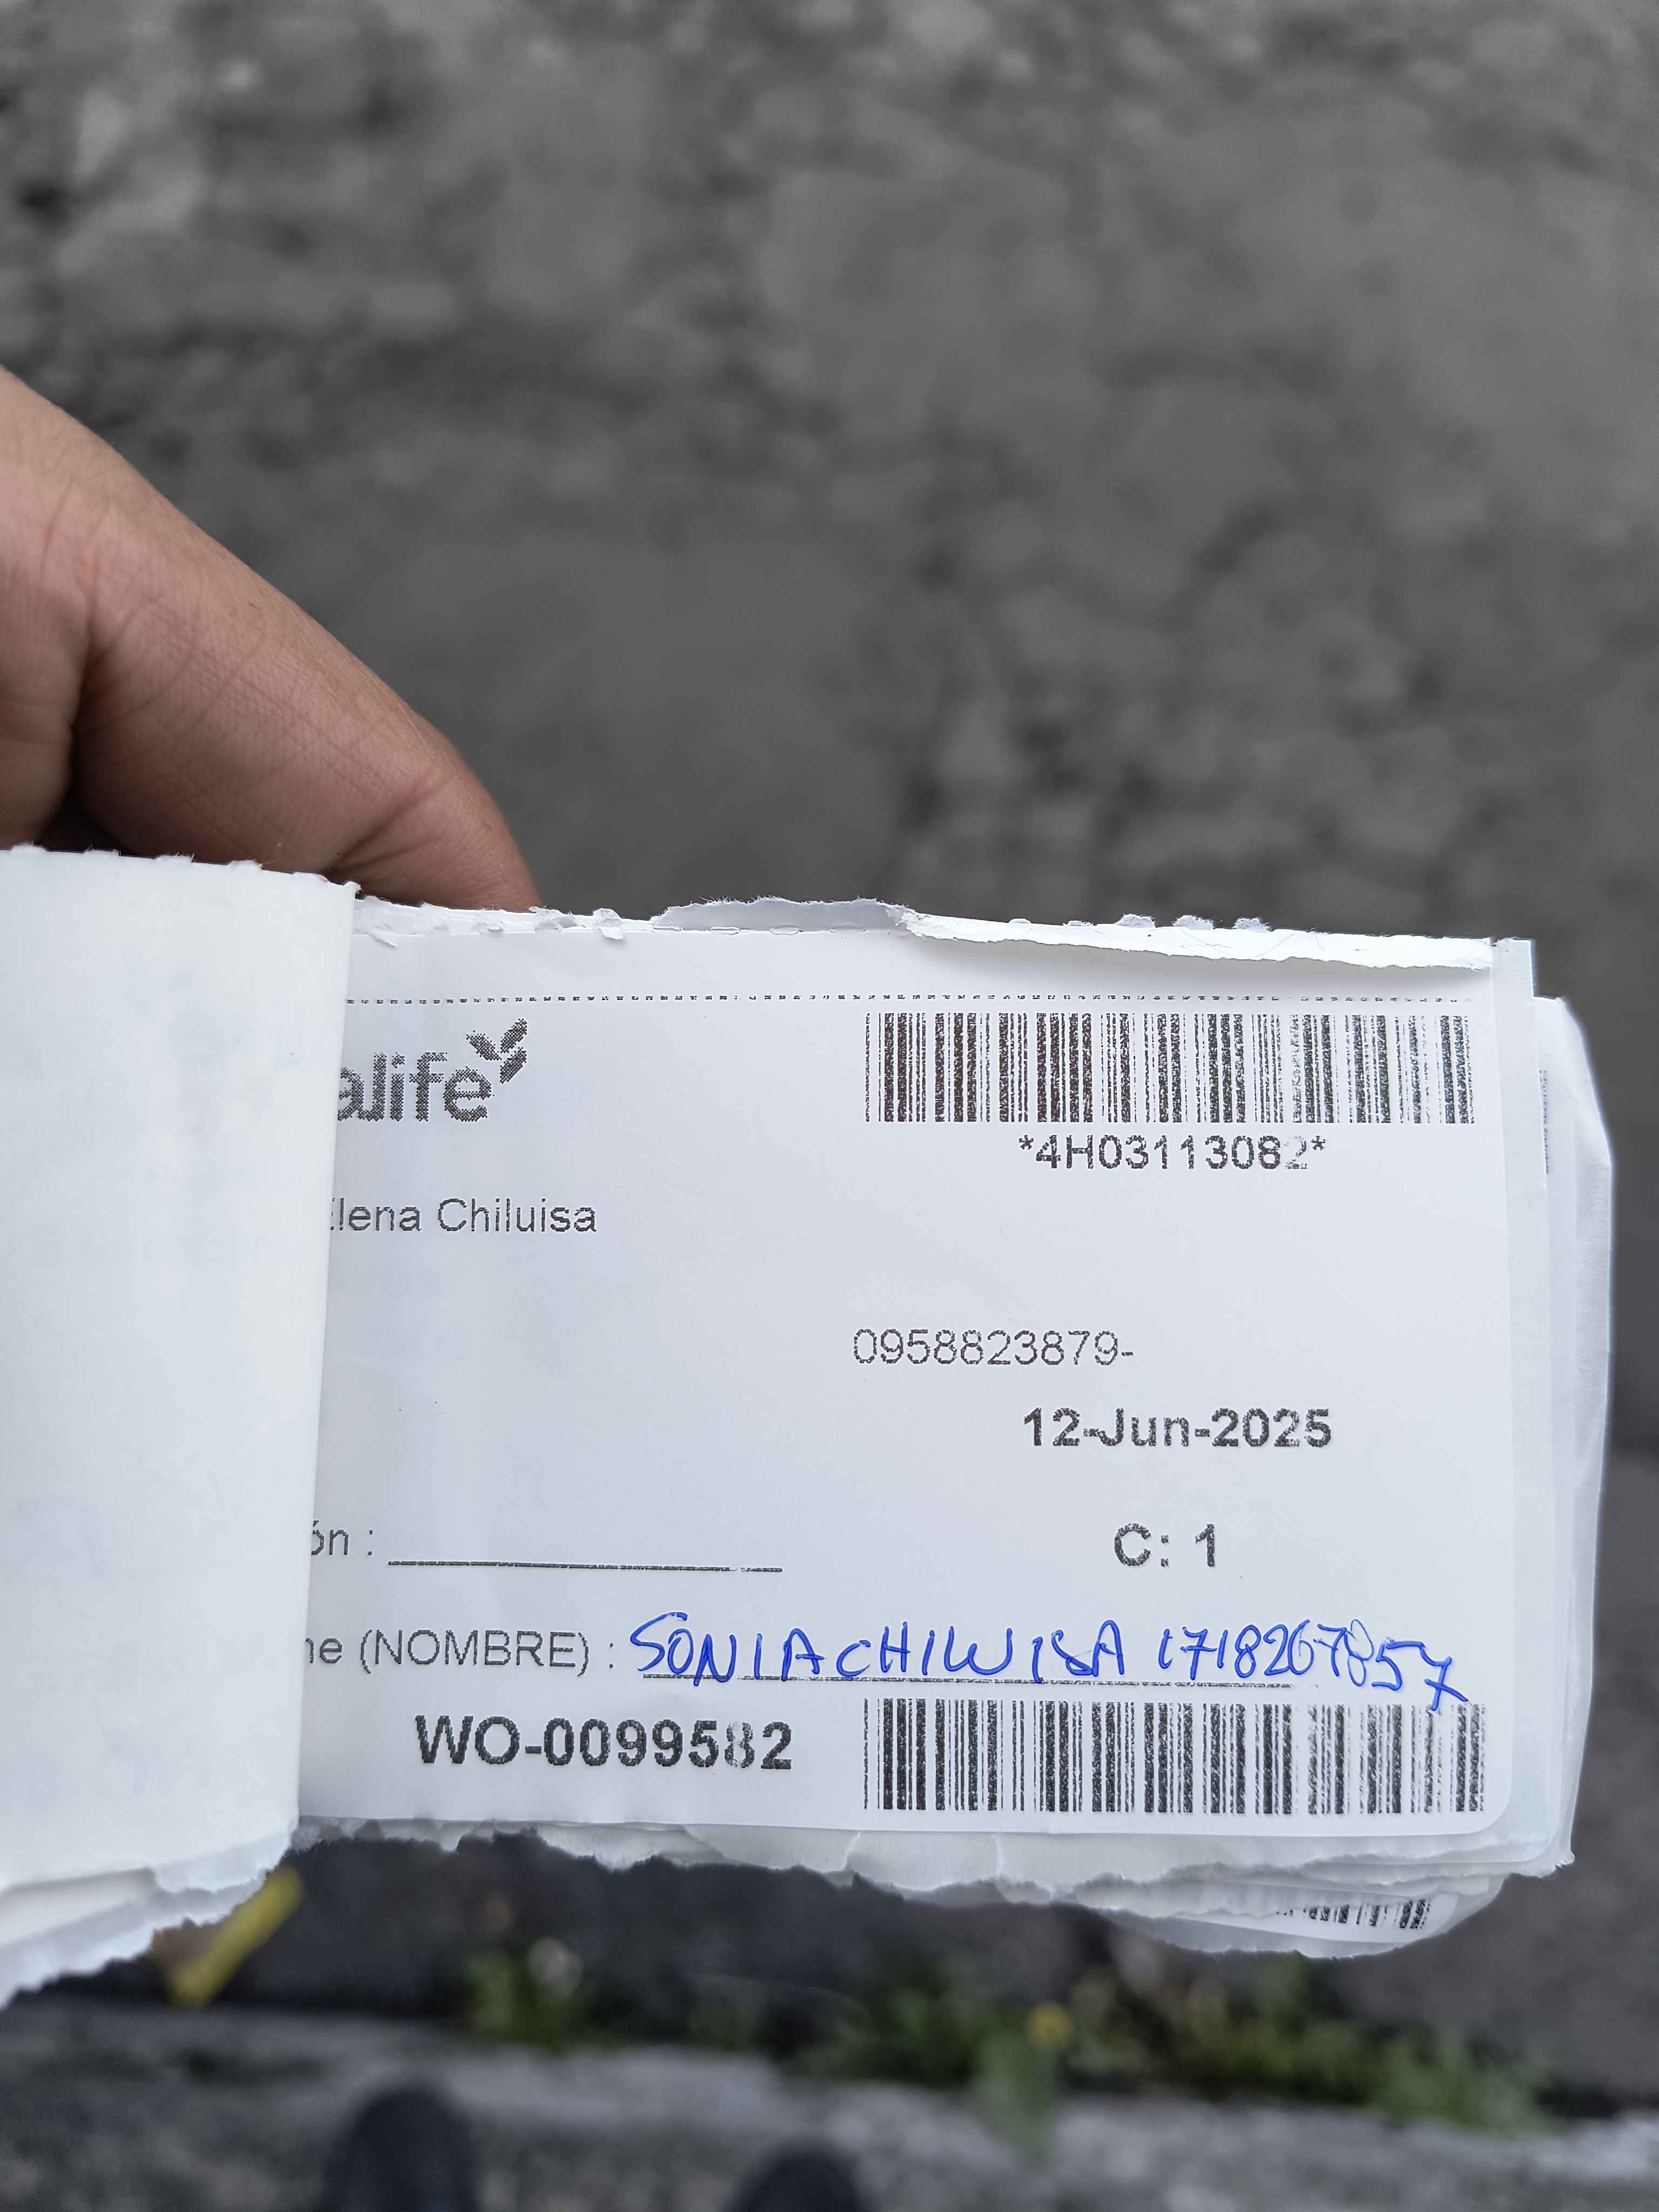 alife
*4H03113082*
Elena Chiluisa
0958823879-
12-Jun-2025
ón :
C: 1
ne (NOMBRE) : SONIA CHILUISA 1718267857
WO-0099582